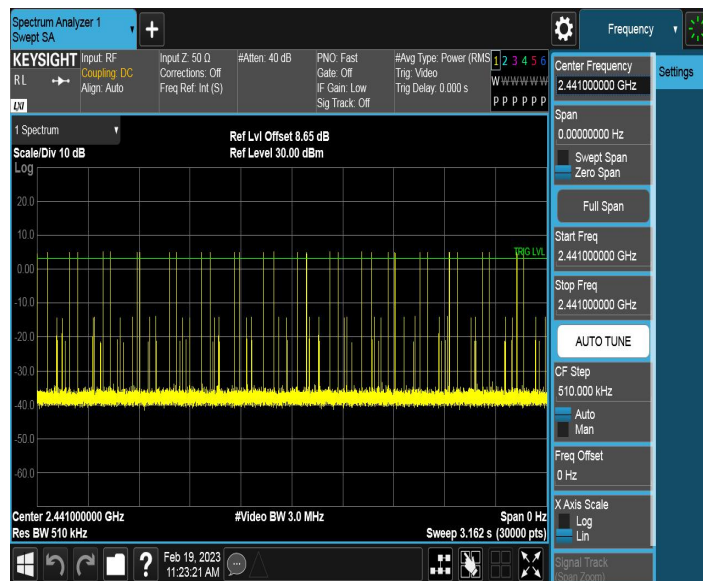 Spectrum Analyzer 1
Swept SA
+
Frequency
KEYSIGHT
RL
LXI
Input: RF
Coupling: DC
Align: Auto
Input Z: 50 Ω
Corrections: Off
Freq Ref: Int (S)
#Atten: 40 dB
PNO: Fast
Gate: Off
IF Gain: Low
Sig Track: Off
#Avg Type: Power (RMS
Trig: Video
Trig Delay: 0.000 s
1 2 3 4 5 6
W W W W W W
P P P P P P
Center Frequency
2.441000000 GHz
Settings
Span
0.00000000 Hz
Swept Span
Zero Span
Full Span
Start Freq
2.441000000 GHz
Stop Freq
2.441000000 GHz
AUTO TUNE
CF Step
510.000 kHz
Auto
Man
Freq Offset
0 Hz
X Axis Scale
Log
Lin
Signal Track
(Span Zoom)
1 Spectrum
Scale/Div 10 dB
Ref Lvl Offset 8.65 dB
Ref Level 30.00 dBm
Log
20.0
10.0
TRIG LVL
0.00
-10.0
-20.0
-30.0
-40.0
-50.0
-60.0
Center 2.441000000 GHz
#Video BW 3.0 MHz
Span 0 Hz
Res BW 510 kHz
Sweep 3.162 s (30000 pts)
?
Feb 19, 2023
11:23:21 AM